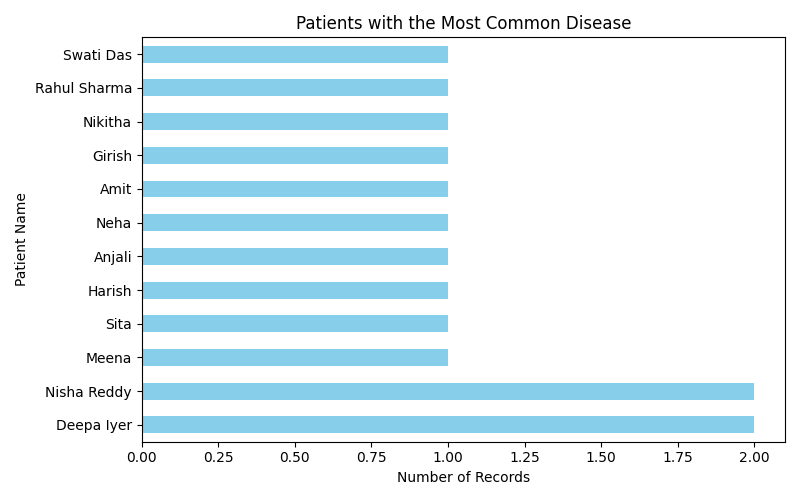 Patients with the Most Common Disease
Patient Name
Swati Das
Rahul Sharma
Nikitha
Girish
Amit
Neha
Anjali
Harish
Sita
Meena
Nisha Reddy
Deepa Iyer
0.00 0.25 0.50 0.75 1.00 1.25 1.50 1.75 2.00
Number of Records